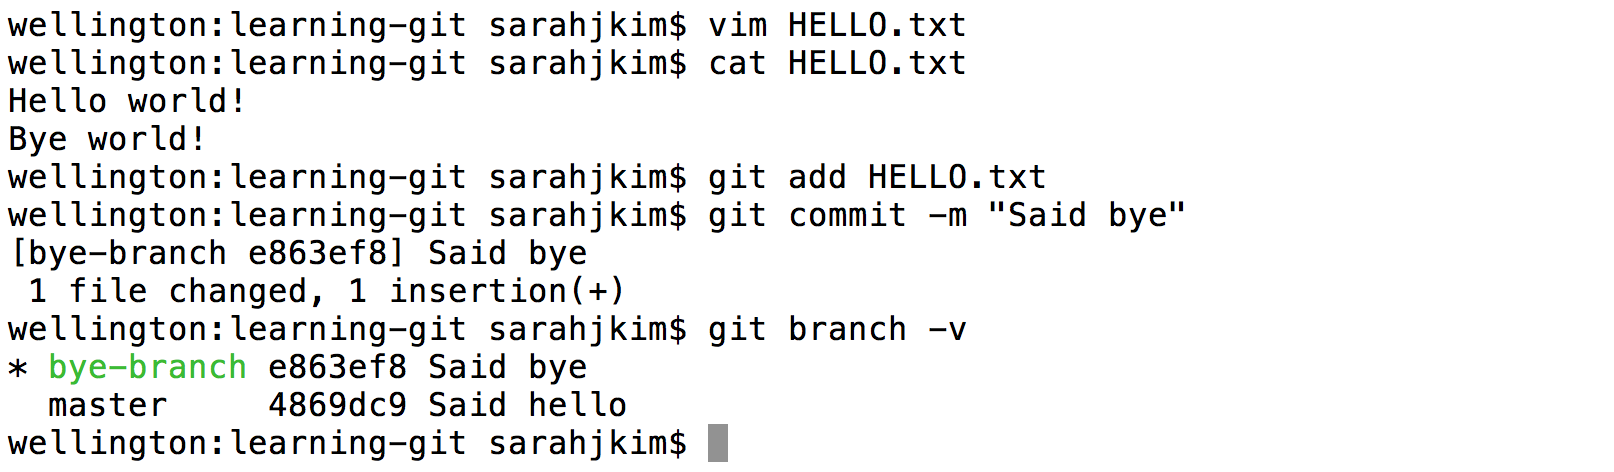 wellington:learning-git sarahjkim$ vim HELLO.txt
wellington:learning-git sarahjkim$ cat HELLO.txt
Hello world!
Bye world!
wellington:learning-git sarahjkim$ git add HELLO.txt
wellington:learning-git sarahjkim$ git commit -m "Said bye"
[bye-branch e863ef8] Said bye
 1 file changed, 1 insertion(+)
wellington:learning-git sarahjkim$ git branch -v
* bye-branch e863ef8 Said bye
  master     4869dc9 Said hello
wellington:learning-git sarahjkim$